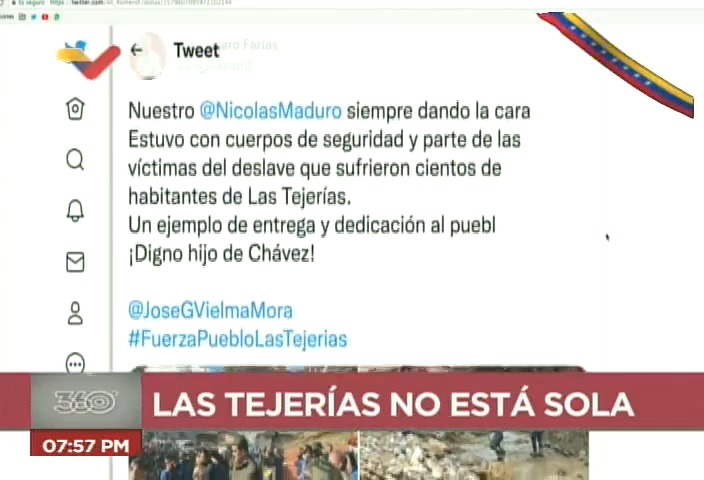 Tweet
Nuestro @NicolasMaduro siempre dando la cara
Estuvo con cuerpos de seguridad y parte de las
víctimas del deslave que sufrieron cientos de
habitantes de Las Tejerías.
Un ejemplo de entrega y dedicación al puebl
¡Digno hijo de Chávez!
@JoseGVielmaMora
#FuerzaPuebloLasTejerias
360°
LAS TEJERÍAS NO ESTÁ SOLA
07:57 PM